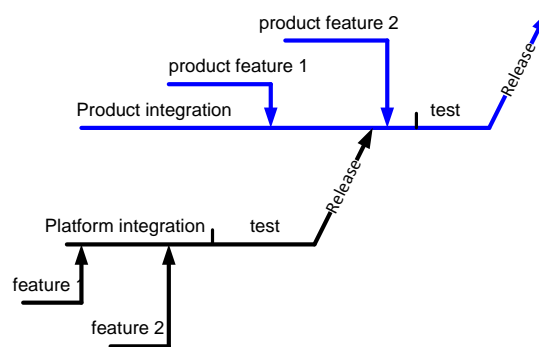 product feature 2
product feature 1
Release
Product integration
test
Release
Platform integration
test
feature 1
feature 2